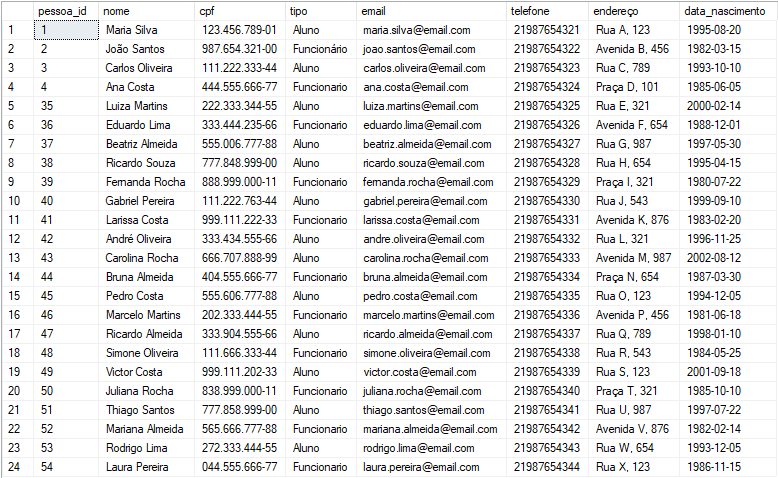 pessoa_id nome cpf tipo email telefone endereço data_nascimento
1 1 Maria Silva 123.456.789-01 Aluno maria.silva@email.com 21987654321 Rua A, 123 1995-08-20
2 2 João Santos 987.654.321-00 Funcionário joao.santos@email.com 21987654322 Avenida B, 456 1982-03-15
3 3 Carlos Oliveira 111.222.333-44 Aluno carlos.oliveira@email.com 21987654323 Rua C, 789 1993-10-10
4 4 Ana Costa 444.555.666-77 Funcionario ana.costa@email.com 21987654324 Praça D, 101 1985-06-05
5 35 Luiza Martins 222.333.344-55 Aluno luiza.martins@email.com 21987654325 Rua E, 321 2000-02-14
6 36 Eduardo Lima 333.444.235-66 Funcionario eduardo.lima@email.com 21987654326 Avenida F, 654 1988-12-01
7 37 Beatriz Almeida 555.006.777-88 Aluno beatriz.almeida@email.com 21987654327 Rua G, 987 1997-05-30
8 38 Ricardo Souza 777.848.999-00 Aluno ricardo.souza@email.com 21987654328 Rua H, 654 1995-04-15
9 39 Fernanda Rocha 888.999.000-11 Funcionario fernanda.rocha@email.com 21987654329 Praça I, 321 1980-07-22
10 40 Gabriel Pereira 111.222.763-44 Aluno gabriel.pereira@email.com 21987654330 Rua J, 543 1999-09-10
11 41 Larissa Costa 999.111.222-33 Funcionario larissa.costa@email.com 21987654331 Avenida K, 876 1983-02-20
12 42 André Oliveira 333.434.555-66 Aluno andre.oliveira@email.com 21987654332 Rua L, 321 1996-11-25
13 43 Carolina Rocha 666.707.888-99 Aluno carolina.rocha@email.com 21987654333 Avenida M, 987 2002-08-12
14 44 Bruna Almeida 404.555.666-77 Funcionario bruna.almeida@email.com 21987654334 Praça N, 654 1987-03-30
15 45 Pedro Costa 555.606.777-88 Aluno pedro.costa@email.com 21987654335 Rua O, 123 1994-12-05
16 46 Marcelo Martins 202.333.444-55 Funcionario marcelo.martins@email.com 21987654336 Avenida P, 456 1981-06-18
17 47 Ricardo Almeida 333.904.555-66 Aluno ricardo.almeida@email.com 21987654337 Rua Q, 789 1998-01-10
18 48 Simone Oliveira 111.666.333-44 Funcionario simone.oliveira@email.com 21987654338 Rua R, 543 1984-05-25
19 49 Victor Costa 999.111.202-33 Aluno victor.costa@email.com 21987654339 Rua S, 123 2001-09-18
20 50 Juliana Rocha 838.999.000-11 Funcionario juliana.rocha@email.com 21987654340 Praça T, 321 1985-10-10
21 51 Thiago Santos 777.858.999-00 Aluno thiago.santos@email.com 21987654341 Rua U, 987 1997-07-22
22 52 Mariana Almeida 565.666.777-88 Funcionario mariana.almeida@email.com 21987654342 Avenida V, 876 1982-02-14
23 53 Rodrigo Lima 272.333.444-55 Aluno rodrigo.lima@email.com 21987654343 Rua W, 654 1993-12-05
24 54 Laura Pereira 044.555.666-77 Funcionario laura.pereira@email.com 21987654344 Rua X, 123 1986-11-15